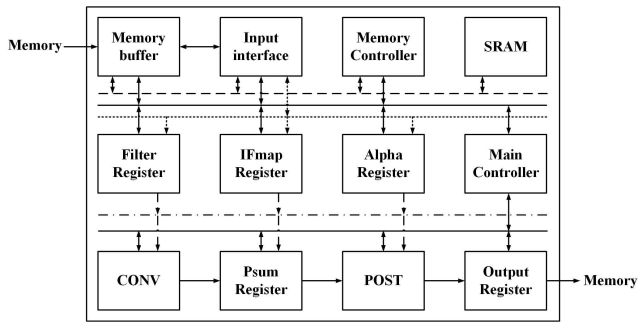 Memory
Memory
buffer
Input
interface
Memory
Controller
SRAM
Filter
Register
IFmap
Register
Alpha
Register
Main
Controller
CONV
Psum
Register
POST
Output
Register
Memory